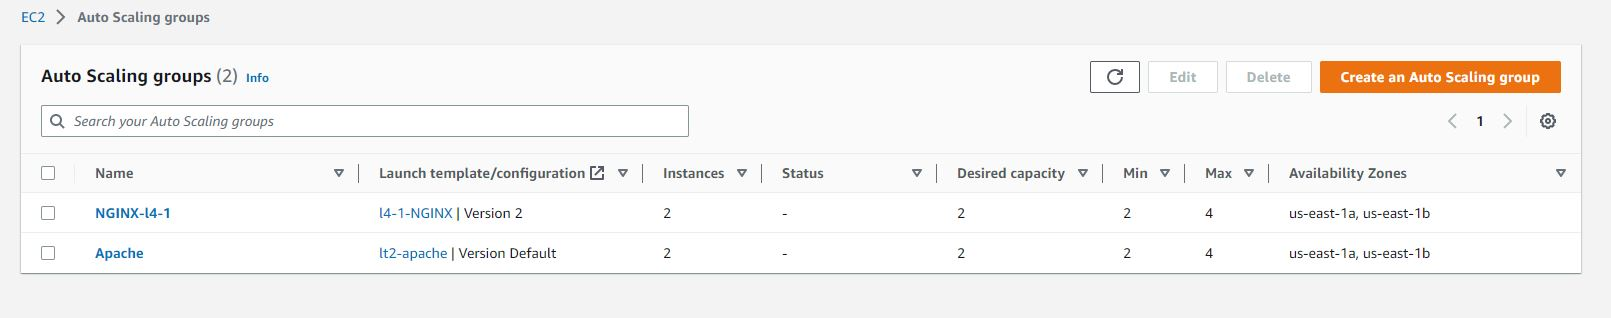 EC2 > Auto Scaling groups
Auto Scaling groups (2) Info
Edit Delete Create an Auto Scaling group
Search your Auto Scaling groups
1
Name Launch template/configuration Instances Status Desired capacity Min Max Availability Zones
NGINX-l4-1 l4-1-NGINX | Version 2 2 - 2 2 4 us-east-1a, us-east-1b
Apache lt2-apache | Version Default 2 - 2 2 4 us-east-1a, us-east-1b